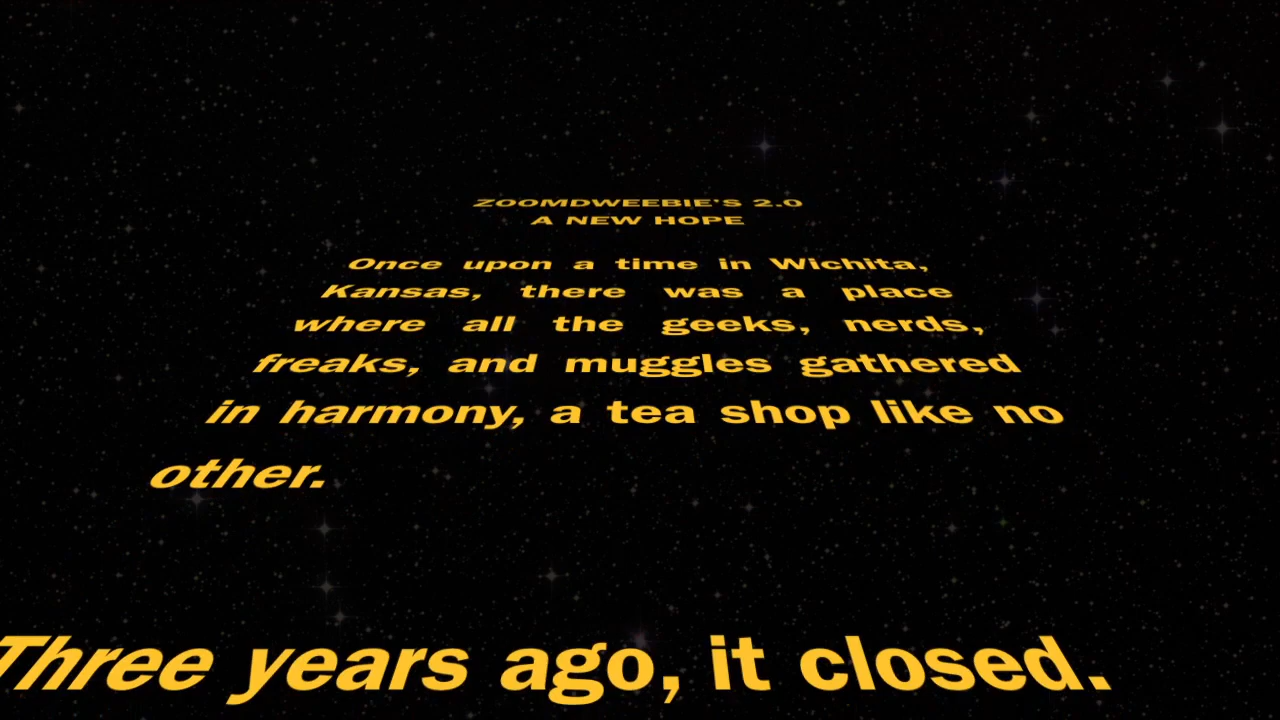 ZOOMDWEEBIE'S 2.0
A NEW HOPE
Once upon a time in Wichita,
Kansas, there was a place
where all the geeks, nerds,
freaks, and muggles gathered
in harmony, a tea shop like no
other.
Three years ago, it closed.